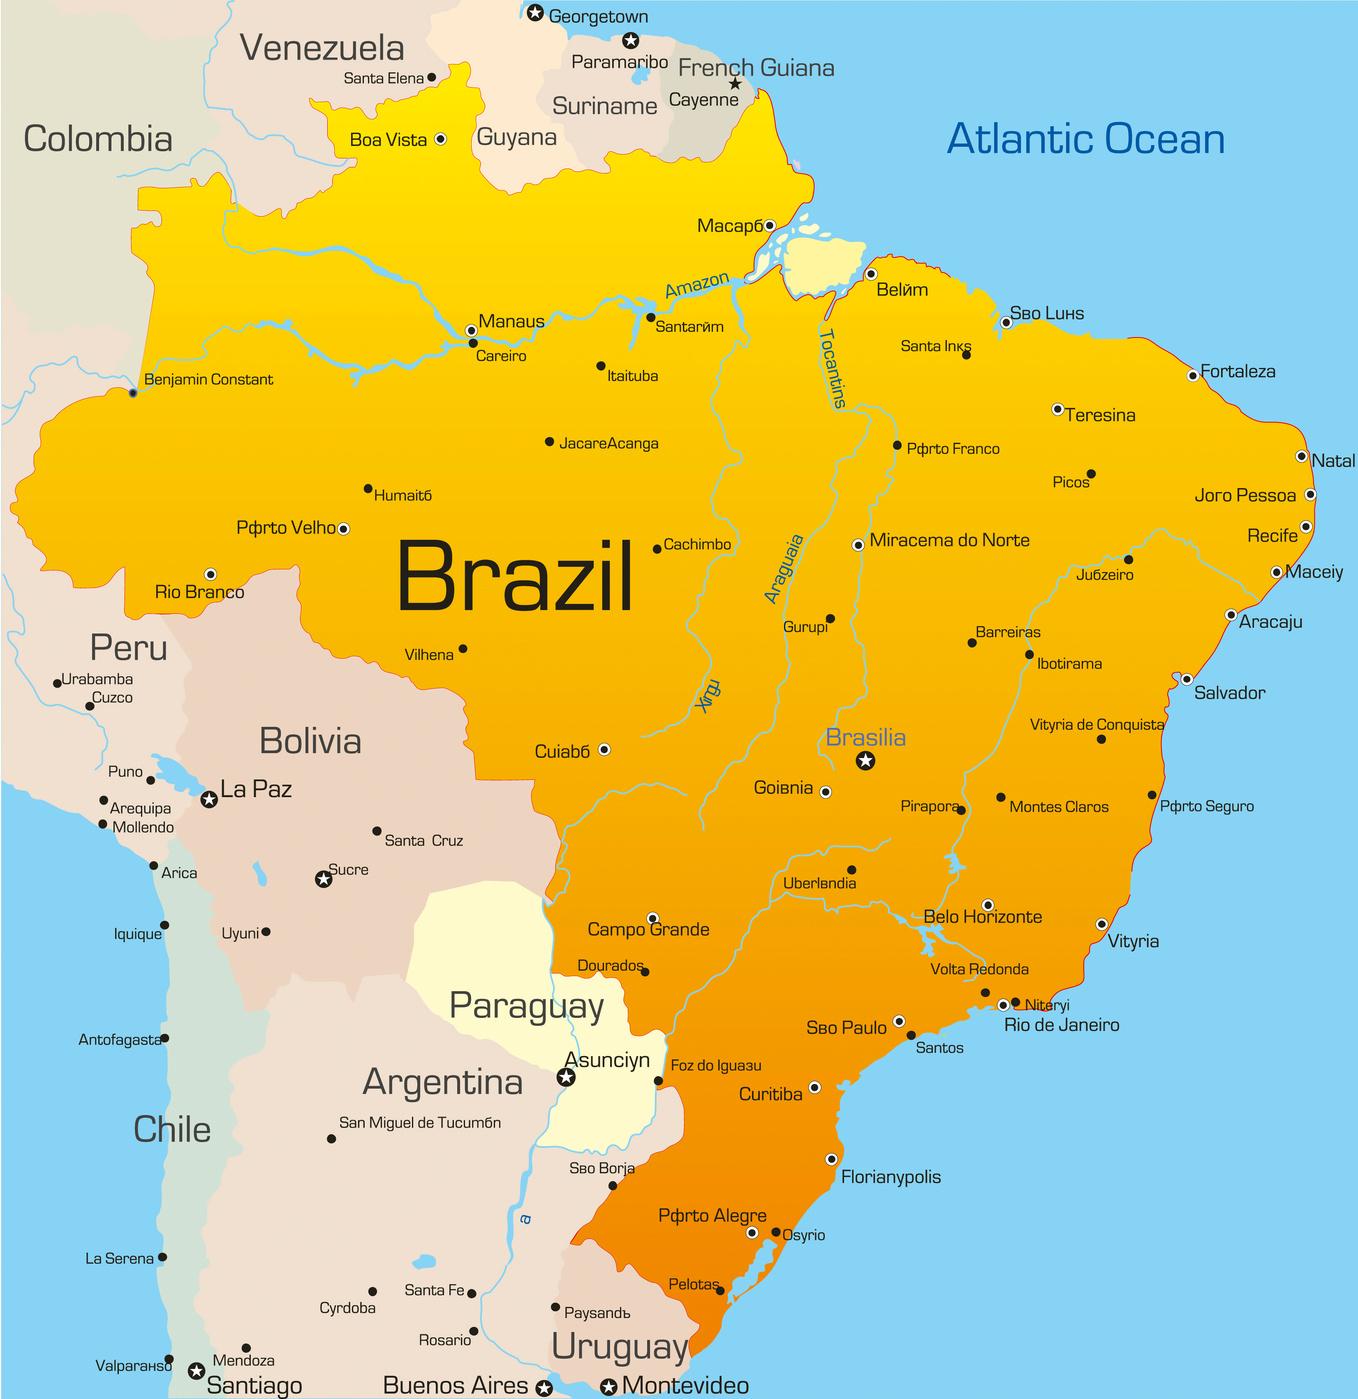 Georgetown
Venezuela
Paramaribo
French Guiana
Santa Elena
Cayenne
Suriname
Colombia
Boa Vista
Guyana
Atlantic Ocean
Macapб
Amazon
Belйm
Sвo Luнs
Manaus
Santarйm
Careiro
Santa Inкs
Tocantins
Itaituba
Benjamin Constant
Fortaleza
Teresina
JacareAcanga
Pфrto Franco
Natal
Picos
Humaitб
Joгo Pessoa
Pфrto Velho
Recife
Brazil
Cachimbo
Miracema do Norte
Araguaia
Juбzeiro
Maceiу
Rio Branco
Aracaju
Gurupi
Barreiras
Peru
Vilhena
Ibotirama
Urabamba
Cuzco
Xingu
Salvador
Vityria de Conquista
Bolivia
Cuiabб
Brasilia
Puno
La Paz
Goiвnia
Arequipa
Pirapora
Montes Claros
Pфrto Seguro
Mollendo
Santa Cruz
Arica
Sucre
Uberlвndia
Campo Grande
Belo Horizonte
Iquique
Uyuni
Vityria
Dourados
Volta Redonda
Paraguay
Niteryi
Sвo Paulo
Rio de Janeiro
Antofagasta
Santos
Asunciyn
Foz do Iguaзu
Argentina
Curitiba
San Miguel de Tucumбn
Chile
Sвo Borja
Florianypolis
a
Pфrto Alegre
Osyrio
La Serena
Pelotas
Santa Fe
Cyrdoba
Paysandъ
Rosario
Uruguay
Valparaнso
Mendoza
Santiago
Buenos Aires
Montevideo